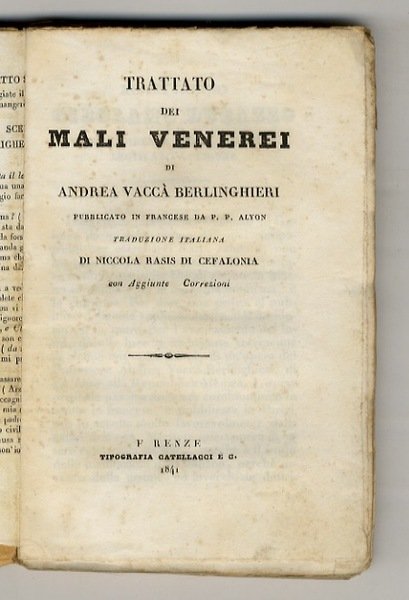 TRATTATO
DEI
MALI VENEREI
DI
ANDREA VACCÀ BERLINGHIERI
PUBBLICATO IN FRANCESE DA P. P. ALYON
TRADUZIONE ITALIANA
DI NICCOLA RASIS DI CEFALONIA
con Aggiunte Correzioni
F RENZE
TIPOGRAFIA CATELLACCI E C.
1841